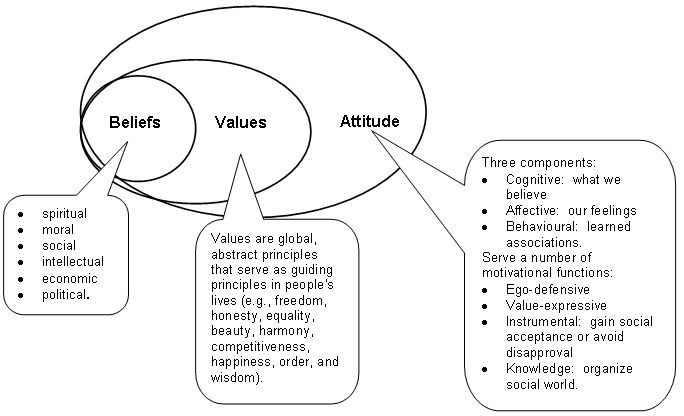 Beliefs
Values
Attitude
• spiritual
• moral
• social
• intellectual
• economic
• political.
Values are global,
abstract principles
that serve as guiding
principles in people's
lives (e.g., freedom,
honesty, equality,
beauty, harmony,
competitiveness,
happiness, order, and
wisdom).
Three components:
• Cognitive: what we
believe
• Affective: our feelings
• Behavioural: learned
associations.
Serve a number of
motivational functions:
• Ego-defensive
• Value-expressive
• Instrumental: gain social
acceptance or avoid
disapproval
• Knowledge: organize
social world.